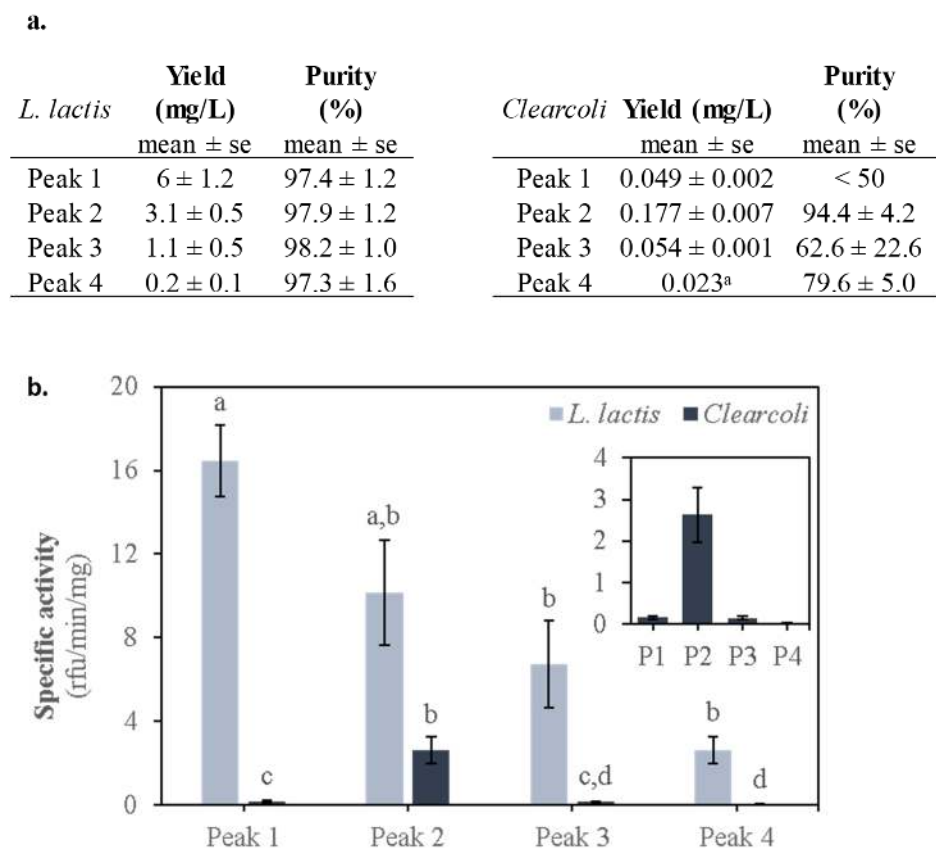 a.
L. lactis Yield (mg/L) Purity (%)
mean ± se mean ± se
Peak 1 6 ± 1.2 97.4 ± 1.2
Peak 2 3.1 ± 0.5 97.9 ± 1.2
Peak 3 1.1 ± 0.5 98.2 ± 1.0
Peak 4 0.2 ± 0.1 97.3 ± 1.6
Clearcoli Yield (mg/L) Purity (%)
mean ± se mean ± se
Peak 1 0.049 ± 0.002 < 50
Peak 2 0.177 ± 0.007 94.4 ± 4.2
Peak 3 0.054 ± 0.001 62.6 ± 22.6
Peak 4 0.023ᵃ 79.6 ± 5.0
b.
Specific activity
(rfu/min/mg)
20
16
12
8
4
0
L. lactis Clearcoli
a
a,b
b
b
c
b
c,d
d
4
3
2
1
0
P1 P2 P3 P4
Peak 1 Peak 2 Peak 3 Peak 4